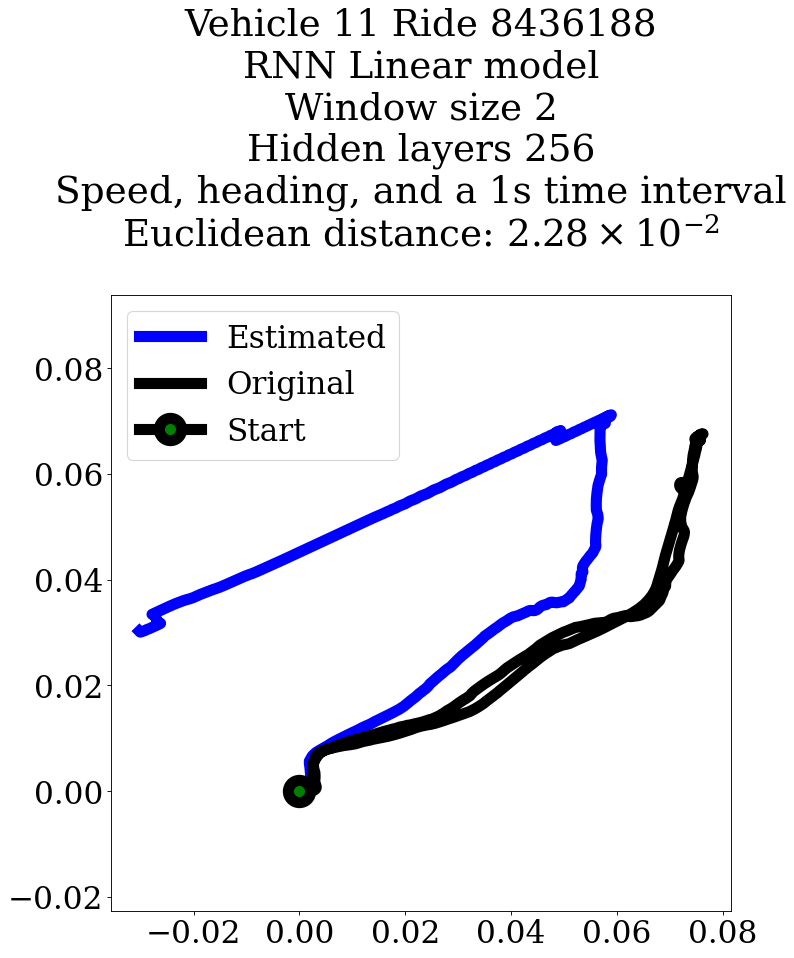 Vehicle 11 Ride 8436188
RNN Linear model
Window size 2
Hidden layers 256
Speed, heading, and a 1s time interval
Euclidean distance: 2.28 × 10⁻²
Estimated
Original
Start
0.08
0.06
0.04
0.02
0.00
−0.02
−0.02 0.00 0.02 0.04 0.06 0.08